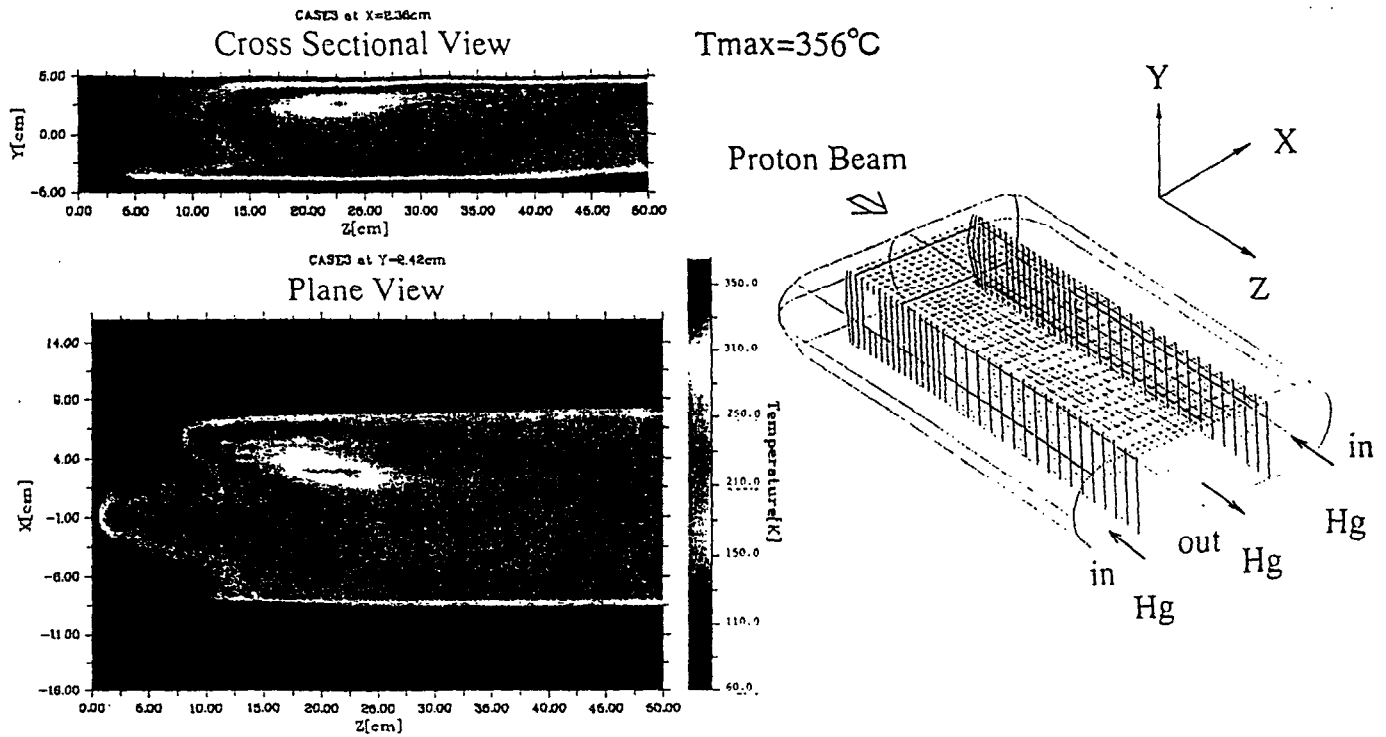 CASE3 at X=2.36cm
Cross Sectional View
Tmax=356°C
5.00
0.00
-5.00
Y[cm]
0.00 5.00 10.00 15.00 20.00 25.00 30.00 35.00 40.00 45.00 50.00
Z[cm]
CASE3 at Y=2.42cm
Plane View
14.00
9.00
4.00
-1.00
-6.00
-11.00
-16.00
X[cm]
0.00 5.00 10.00 15.00 20.00 25.00 30.00 35.00 40.00 45.00 50.00
Z[cm]
350.0
310.0
250.0
210.0
150.0
110.0
60.0
Temperature[K]
Proton Beam
Y
X
Z
in
Hg
out
Hg
in
Hg